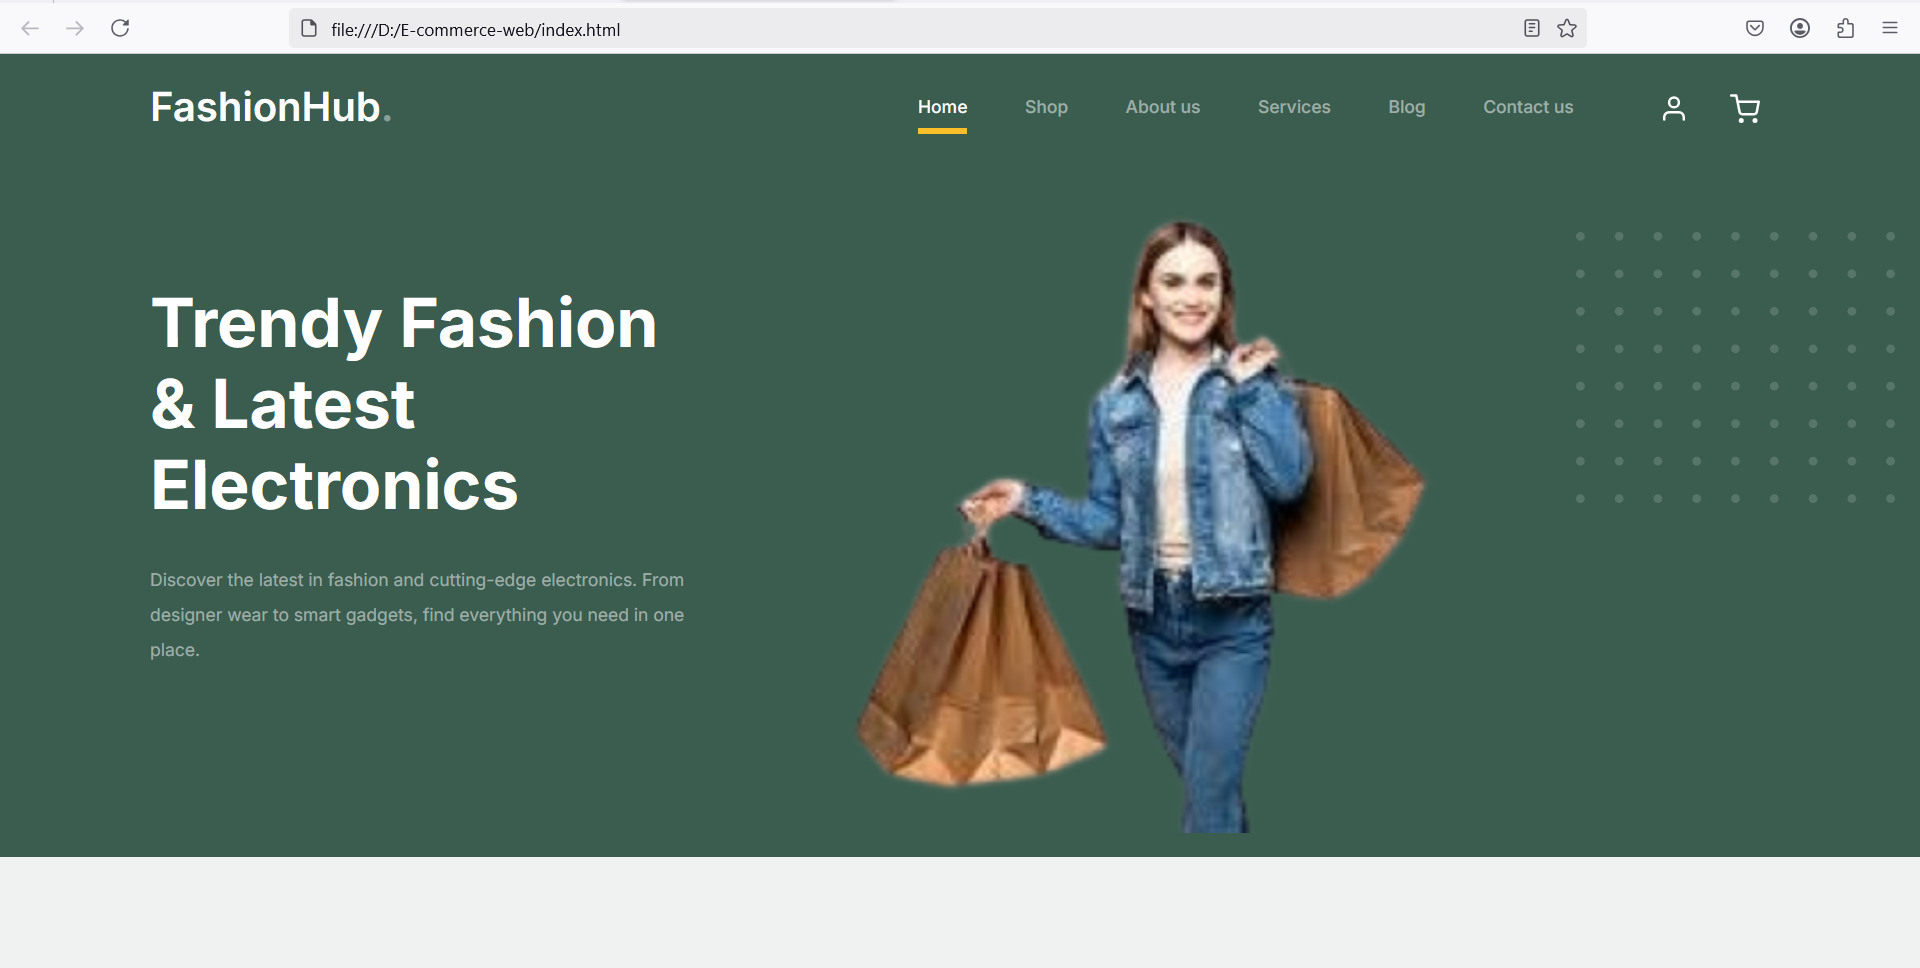 file:///D:/E-commerce-web/index.html
FashionHub.
Home Shop About us Services Blog Contact us
Trendy Fashion
& Latest
Electronics
Discover the latest in fashion and cutting-edge electronics. From
designer wear to smart gadgets, find everything you need in one
place.